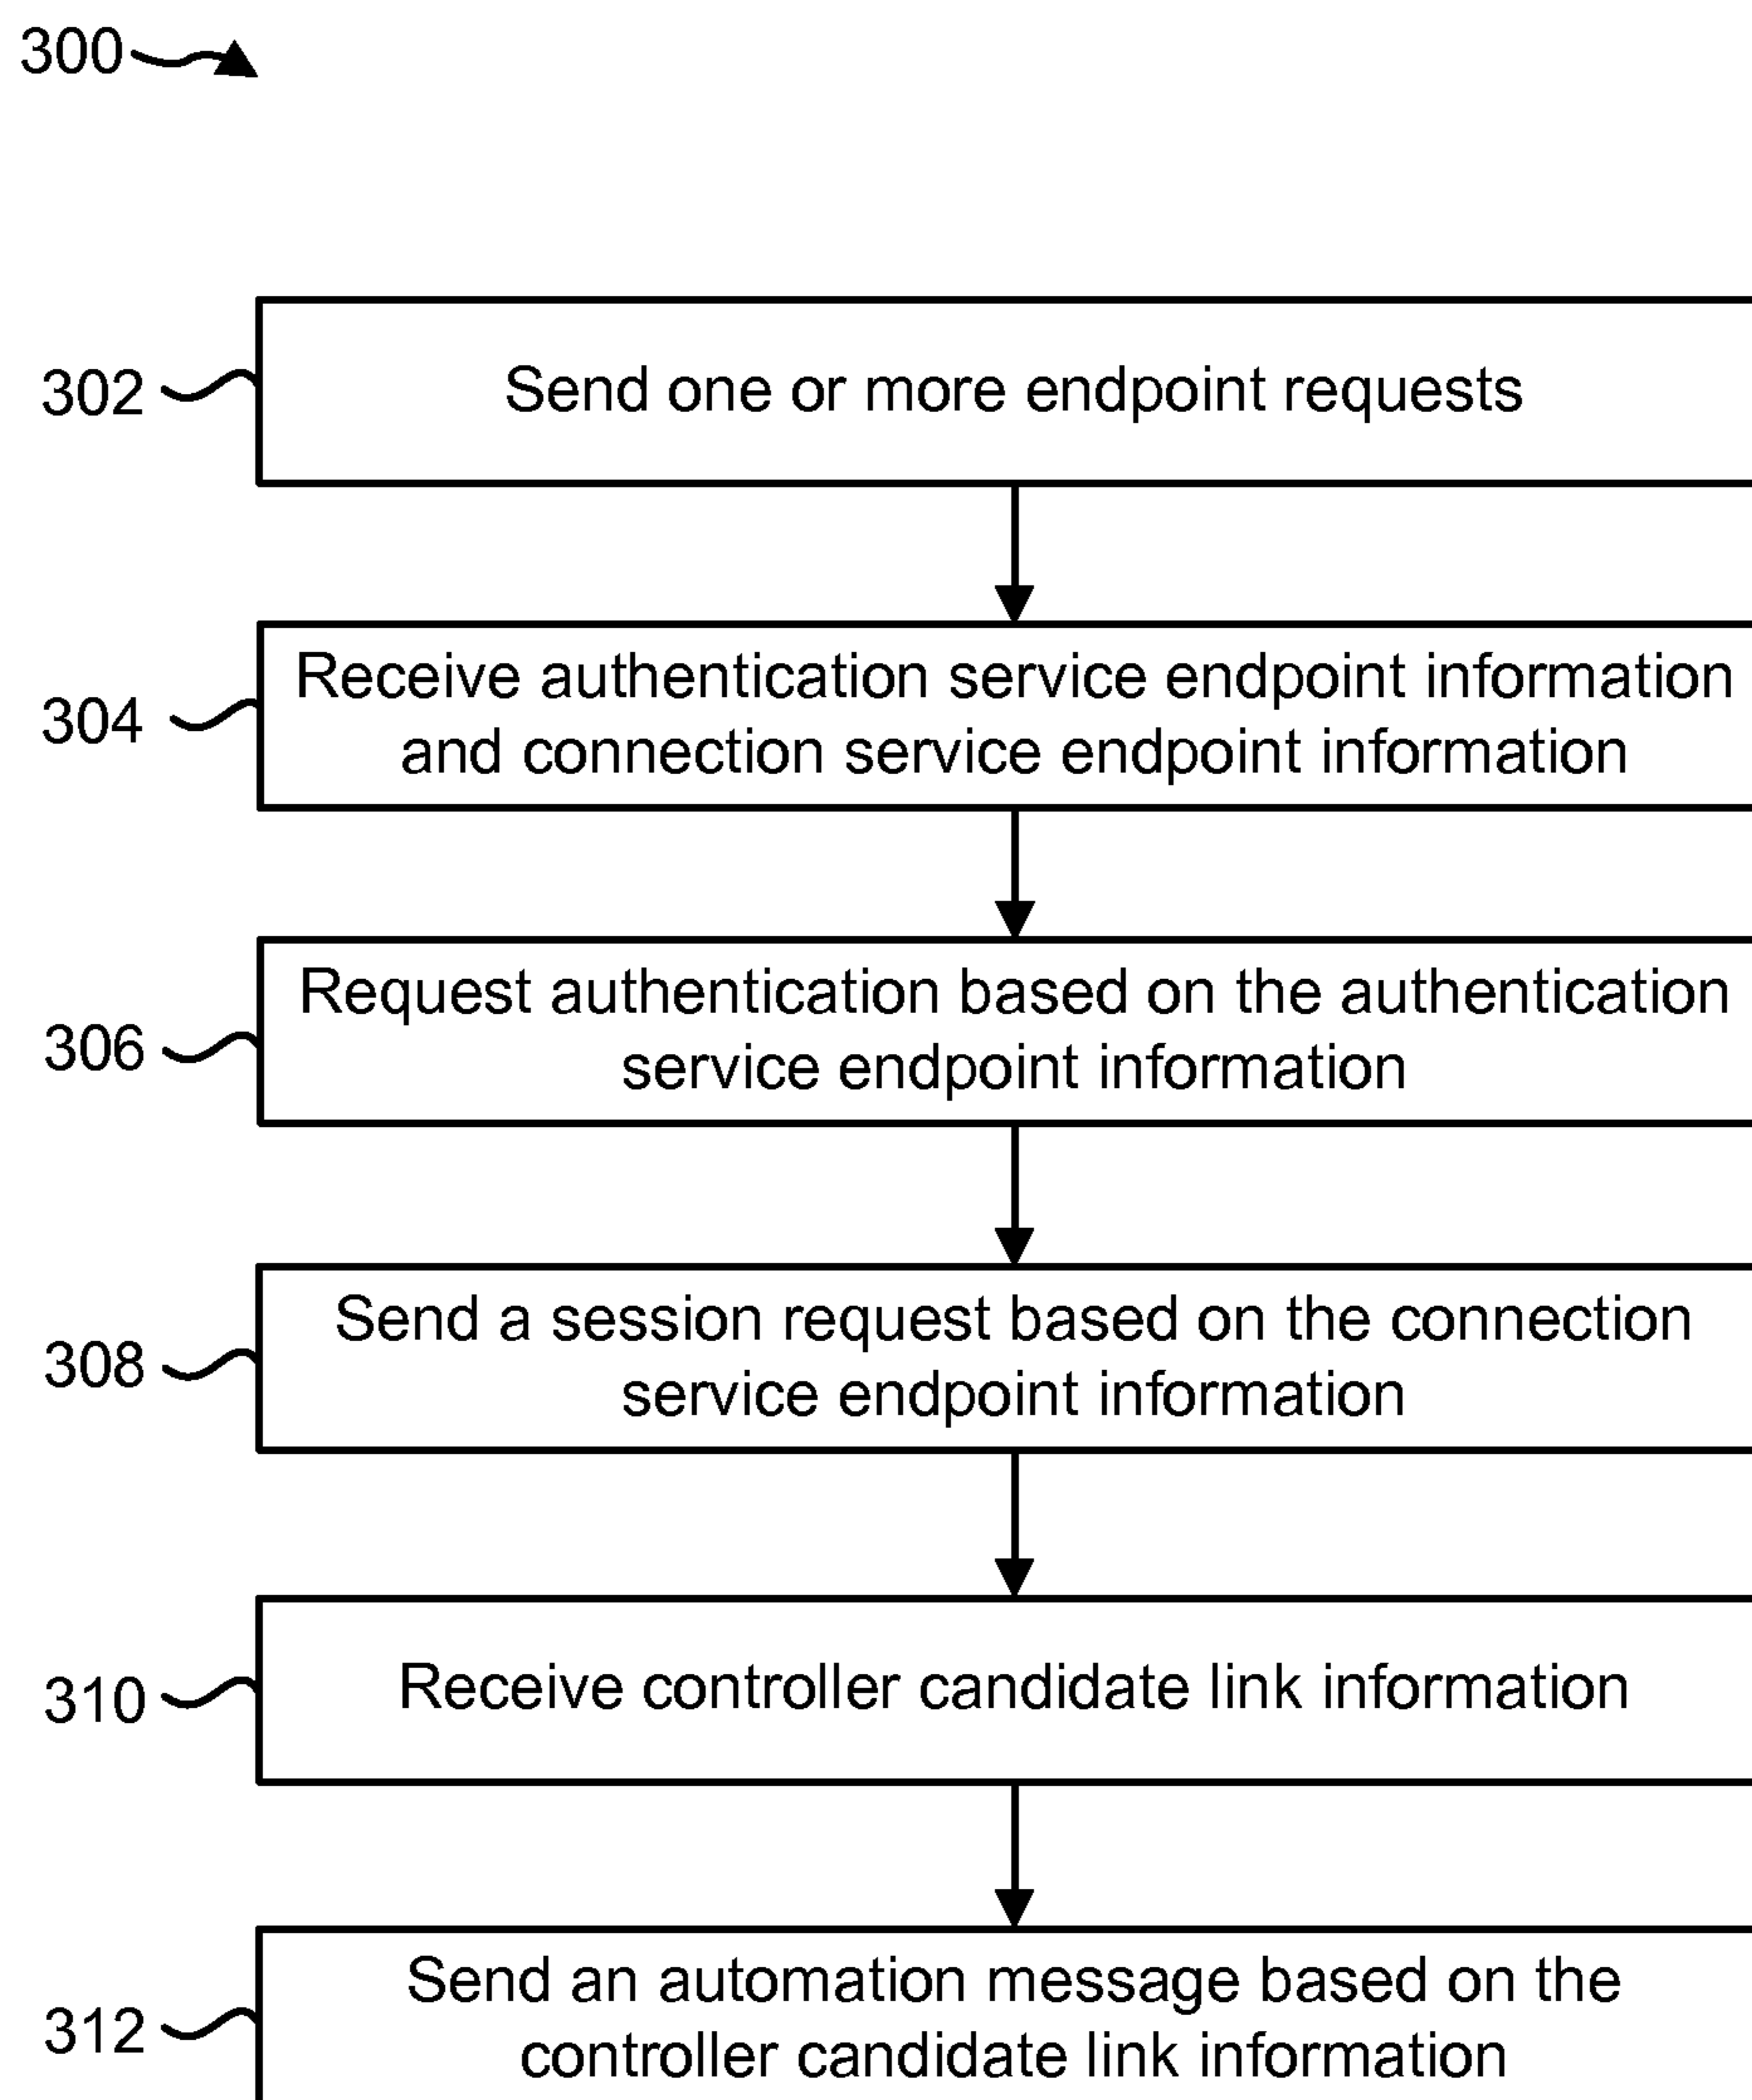 300
302
Send one or more endpoint requests
304
Receive authentication service endpoint information
and connection service endpoint information
306
Request authentication based on the authentication
service endpoint information
308
Send a session request based on the connection
service endpoint information
310
Receive controller candidate link information
312
Send an automation message based on the
controller candidate link information